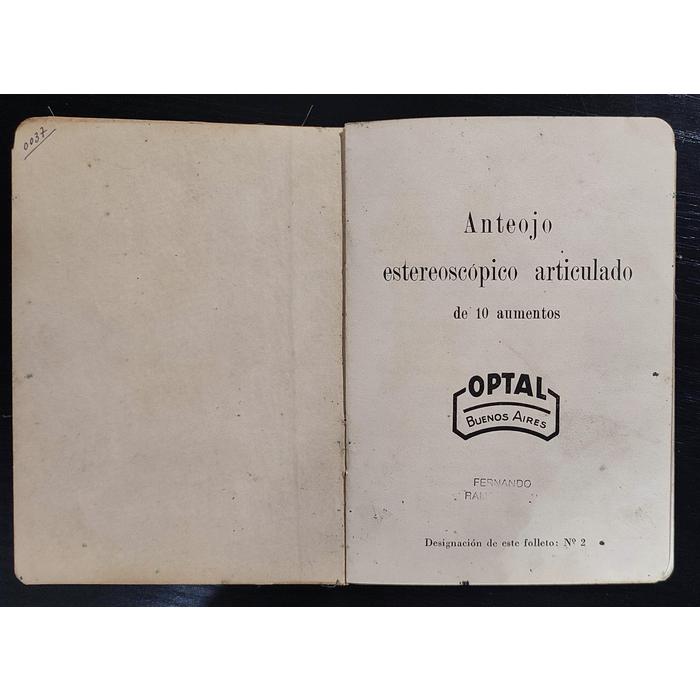 0037
Anteojo
estereoscópico articulado
de 10 aumentos
OPTAL
BUENOS AIRES
FERNANDO
Designación de este folleto: Nº 2